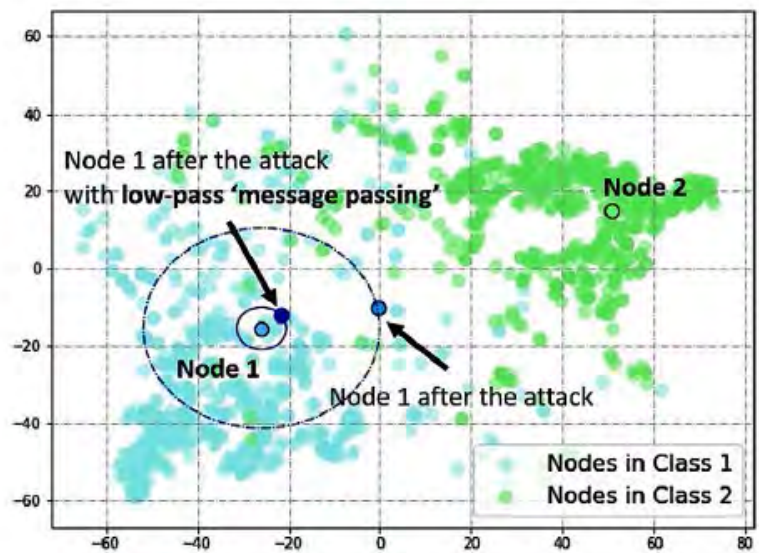 60
40
20
0
−20
−40
−60
Node 1 after the attack
with low-pass ‘message passing’
Node 2
Node 1
Node 1 after the attack
Nodes in Class 1
Nodes in Class 2
−60
−40
−20
0
20
40
60
80